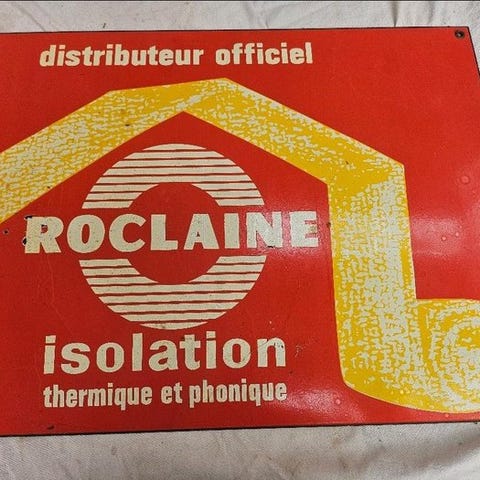 distributeur officiel
ROCLAINE
isolation
thermique et phonique